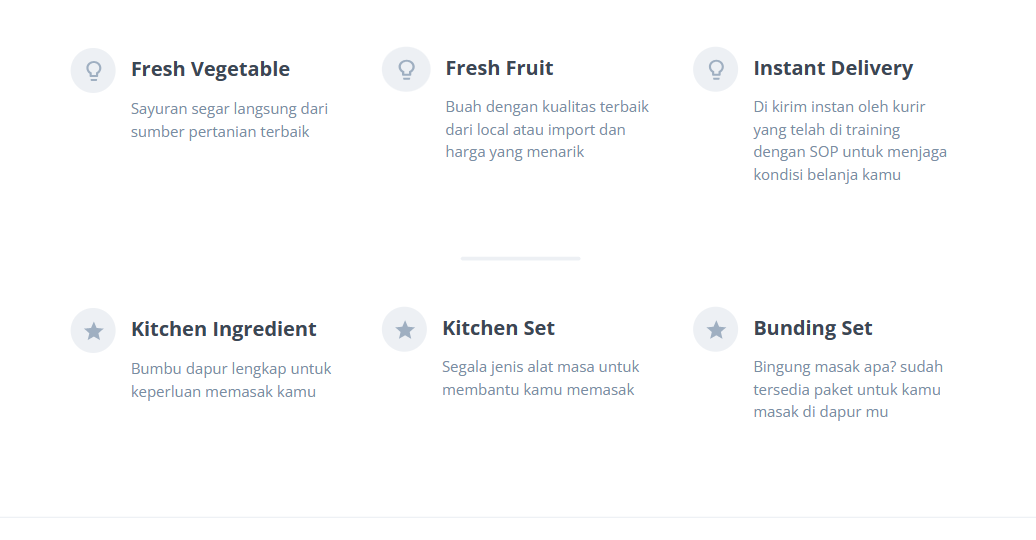 Fresh Vegetable
Sayuran segar langsung dari
sumber pertanian terbaik
Fresh Fruit
Buah dengan kualitas terbaik
dari local atau import dan
harga yang menarik
Instant Delivery
Di kirim instan oleh kurir
yang telah di training
dengan SOP untuk menjaga
kondisi belanja kamu
Kitchen Ingredient
Bumbu dapur lengkap untuk
keperluan memasak kamu
Kitchen Set
Segala jenis alat masa untuk
membantu kamu memasak
Bunding Set
Bingung masak apa? sudah
tersedia paket untuk kamu
masak di dapur mu